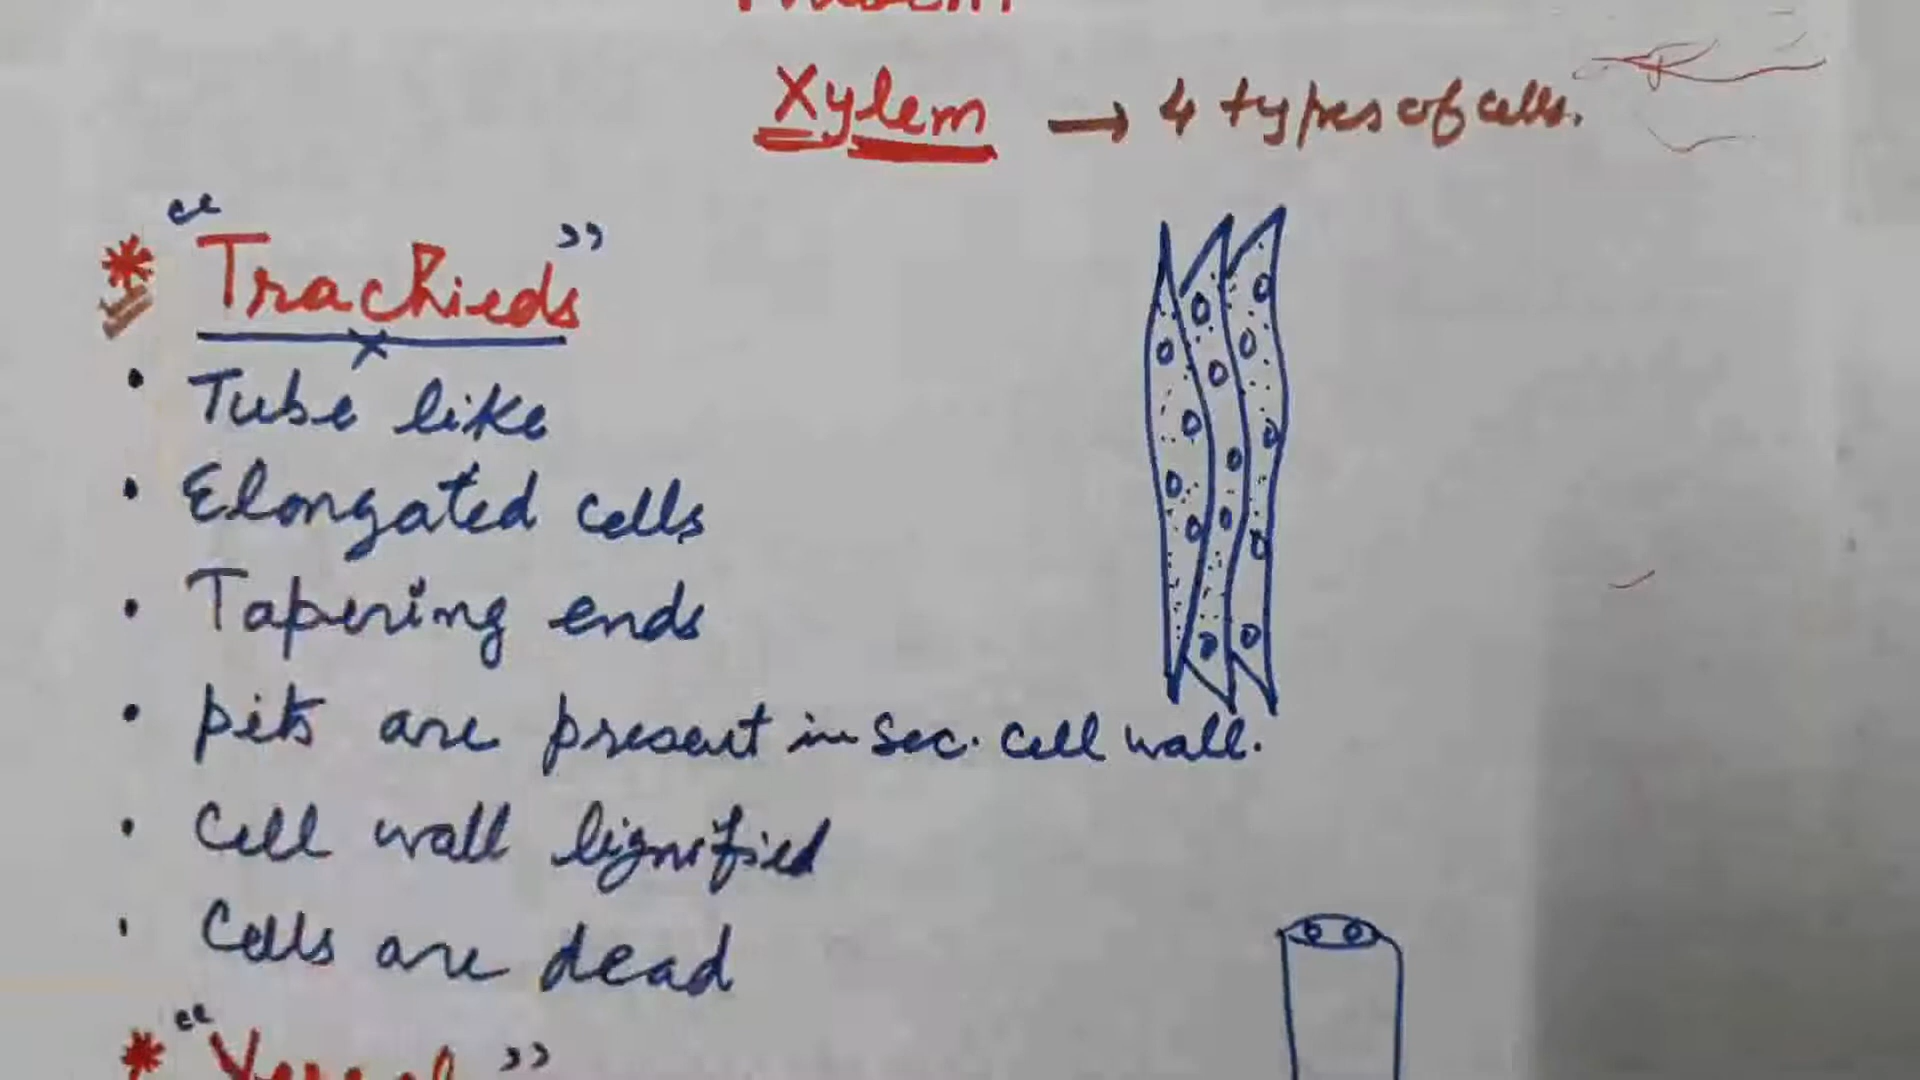 Xylem → 4 types of cells.
* "Trachieds"
• Tube like
• Elongated cells
• Tapering ends
• pits are present in sec. cell wall.
• Cell wall lignified
• Cells are dead
* "Vessel"